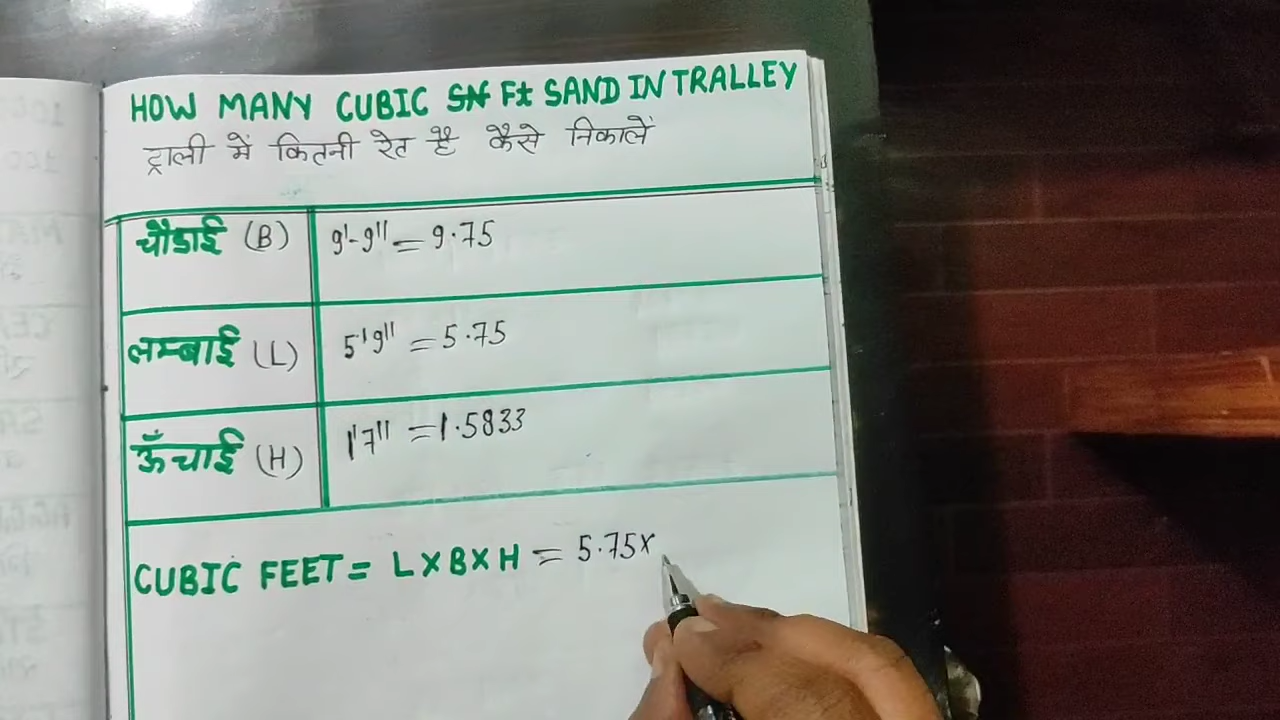 HOW MANY CUBIC Ft SAND IN TRALLEY
ट्राली में कितनी रेत है कैसे निकालें
चौडाई (B) 9'-9" = 9.75
लम्बाई (L) 5'9" = 5.75
ऊँचाई (H) 1'7" = 1.5833
CUBIC FEET = L X B X H = 5.75x